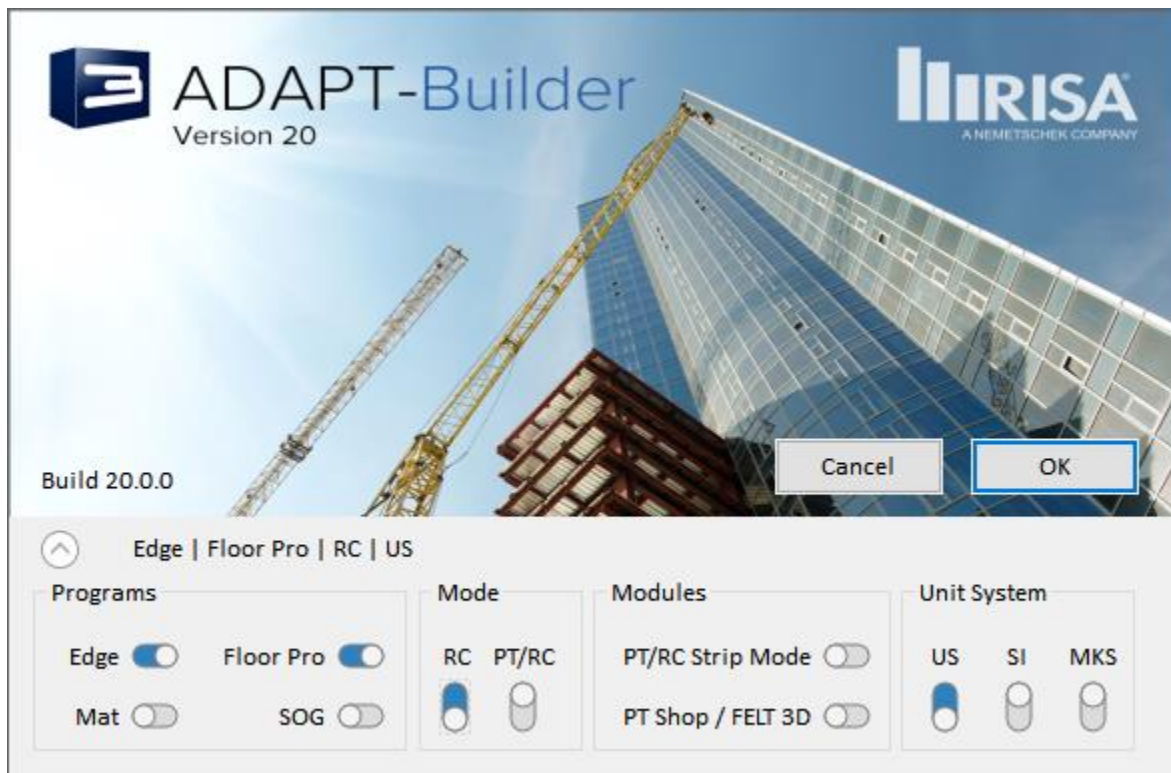 ADAPT-Builder
Version 20
RISA
A NEMETSCHEK COMPANY
Build 20.0.0
Cancel
OK
Edge | Floor Pro | RC | US
Programs
Mode
Modules
Unit System
Edge
Floor Pro
RC
PT/RC
PT/RC Strip Mode
US
SI
MKS
Mat
SOG
PT Shop / FELT 3D